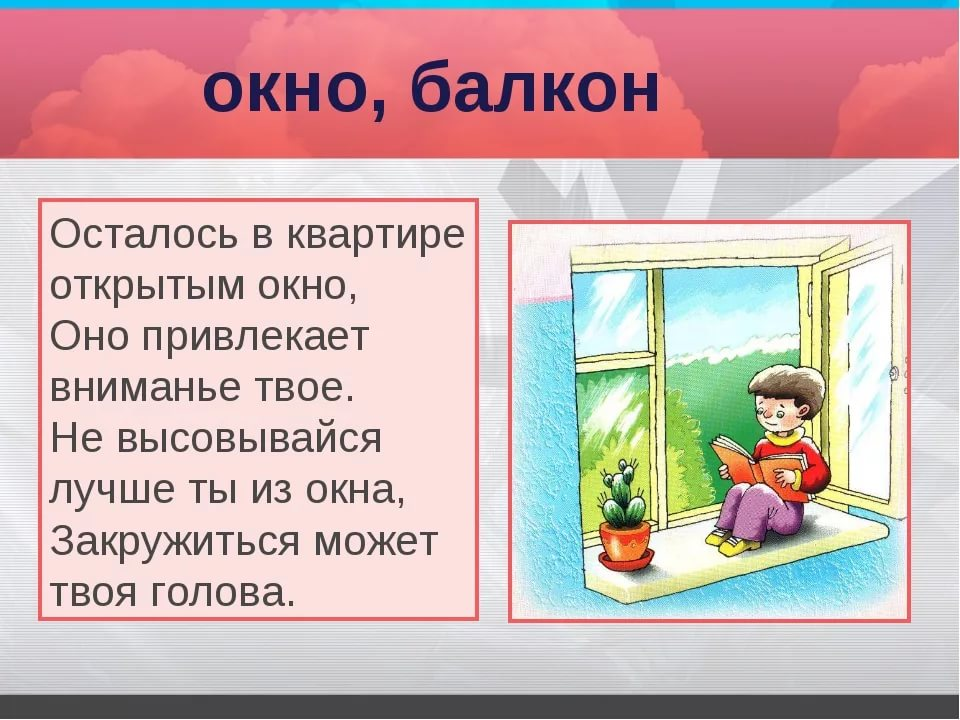 окно, балкон
Осталось в квартире
открытым окно,
Оно привлекает
вниманье твое.
Не высовывайся
лучше ты из окна,
Закружиться может
твоя голова.